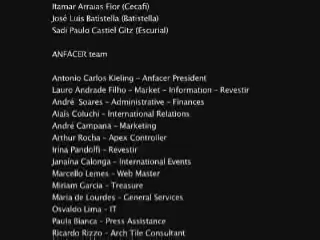 Itamar Arraias Fior (Cecafi)
José Luis Batistella (Batistella)
Sadi Paulo Castiel Gitz (Escurial)
ANFACER team
Antonio Carlos Kieling - Anfacer President
Lauro Andrade Filho - Market - Information - Revestir
André Soares - Administrative - Finances
Alaís Coluchi - International Relations
André Campana - Marketing
Arthur Rocha - Apex Controller
Irina Pandolfi - Revestir
Janaína Calonga - International Events
Marcello Lemes - Web Master
Miriam Garcia - Treasure
Maria de Lourdes - General Services
Osvaldo Lima - IT
Paula Bianca - Press Assistance
Ricardo Rizzo - Arch Tile Consultant